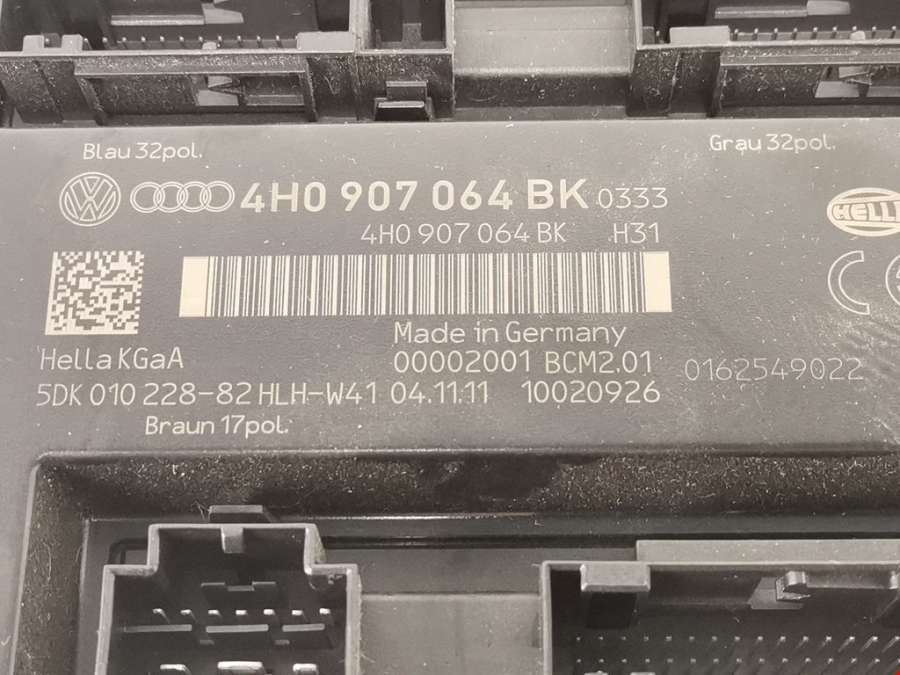 Blau 32pol.
Grau 32pol.
4H0 907 064 BK 0333
4H0 907 064 BK H31
HELLA
Made in Germany
Hella KGaA
00002001 BCM2.01
0162549022
5DK 010 228-82 HLH-W41 04.11.11 10020926
Braun 17pol.